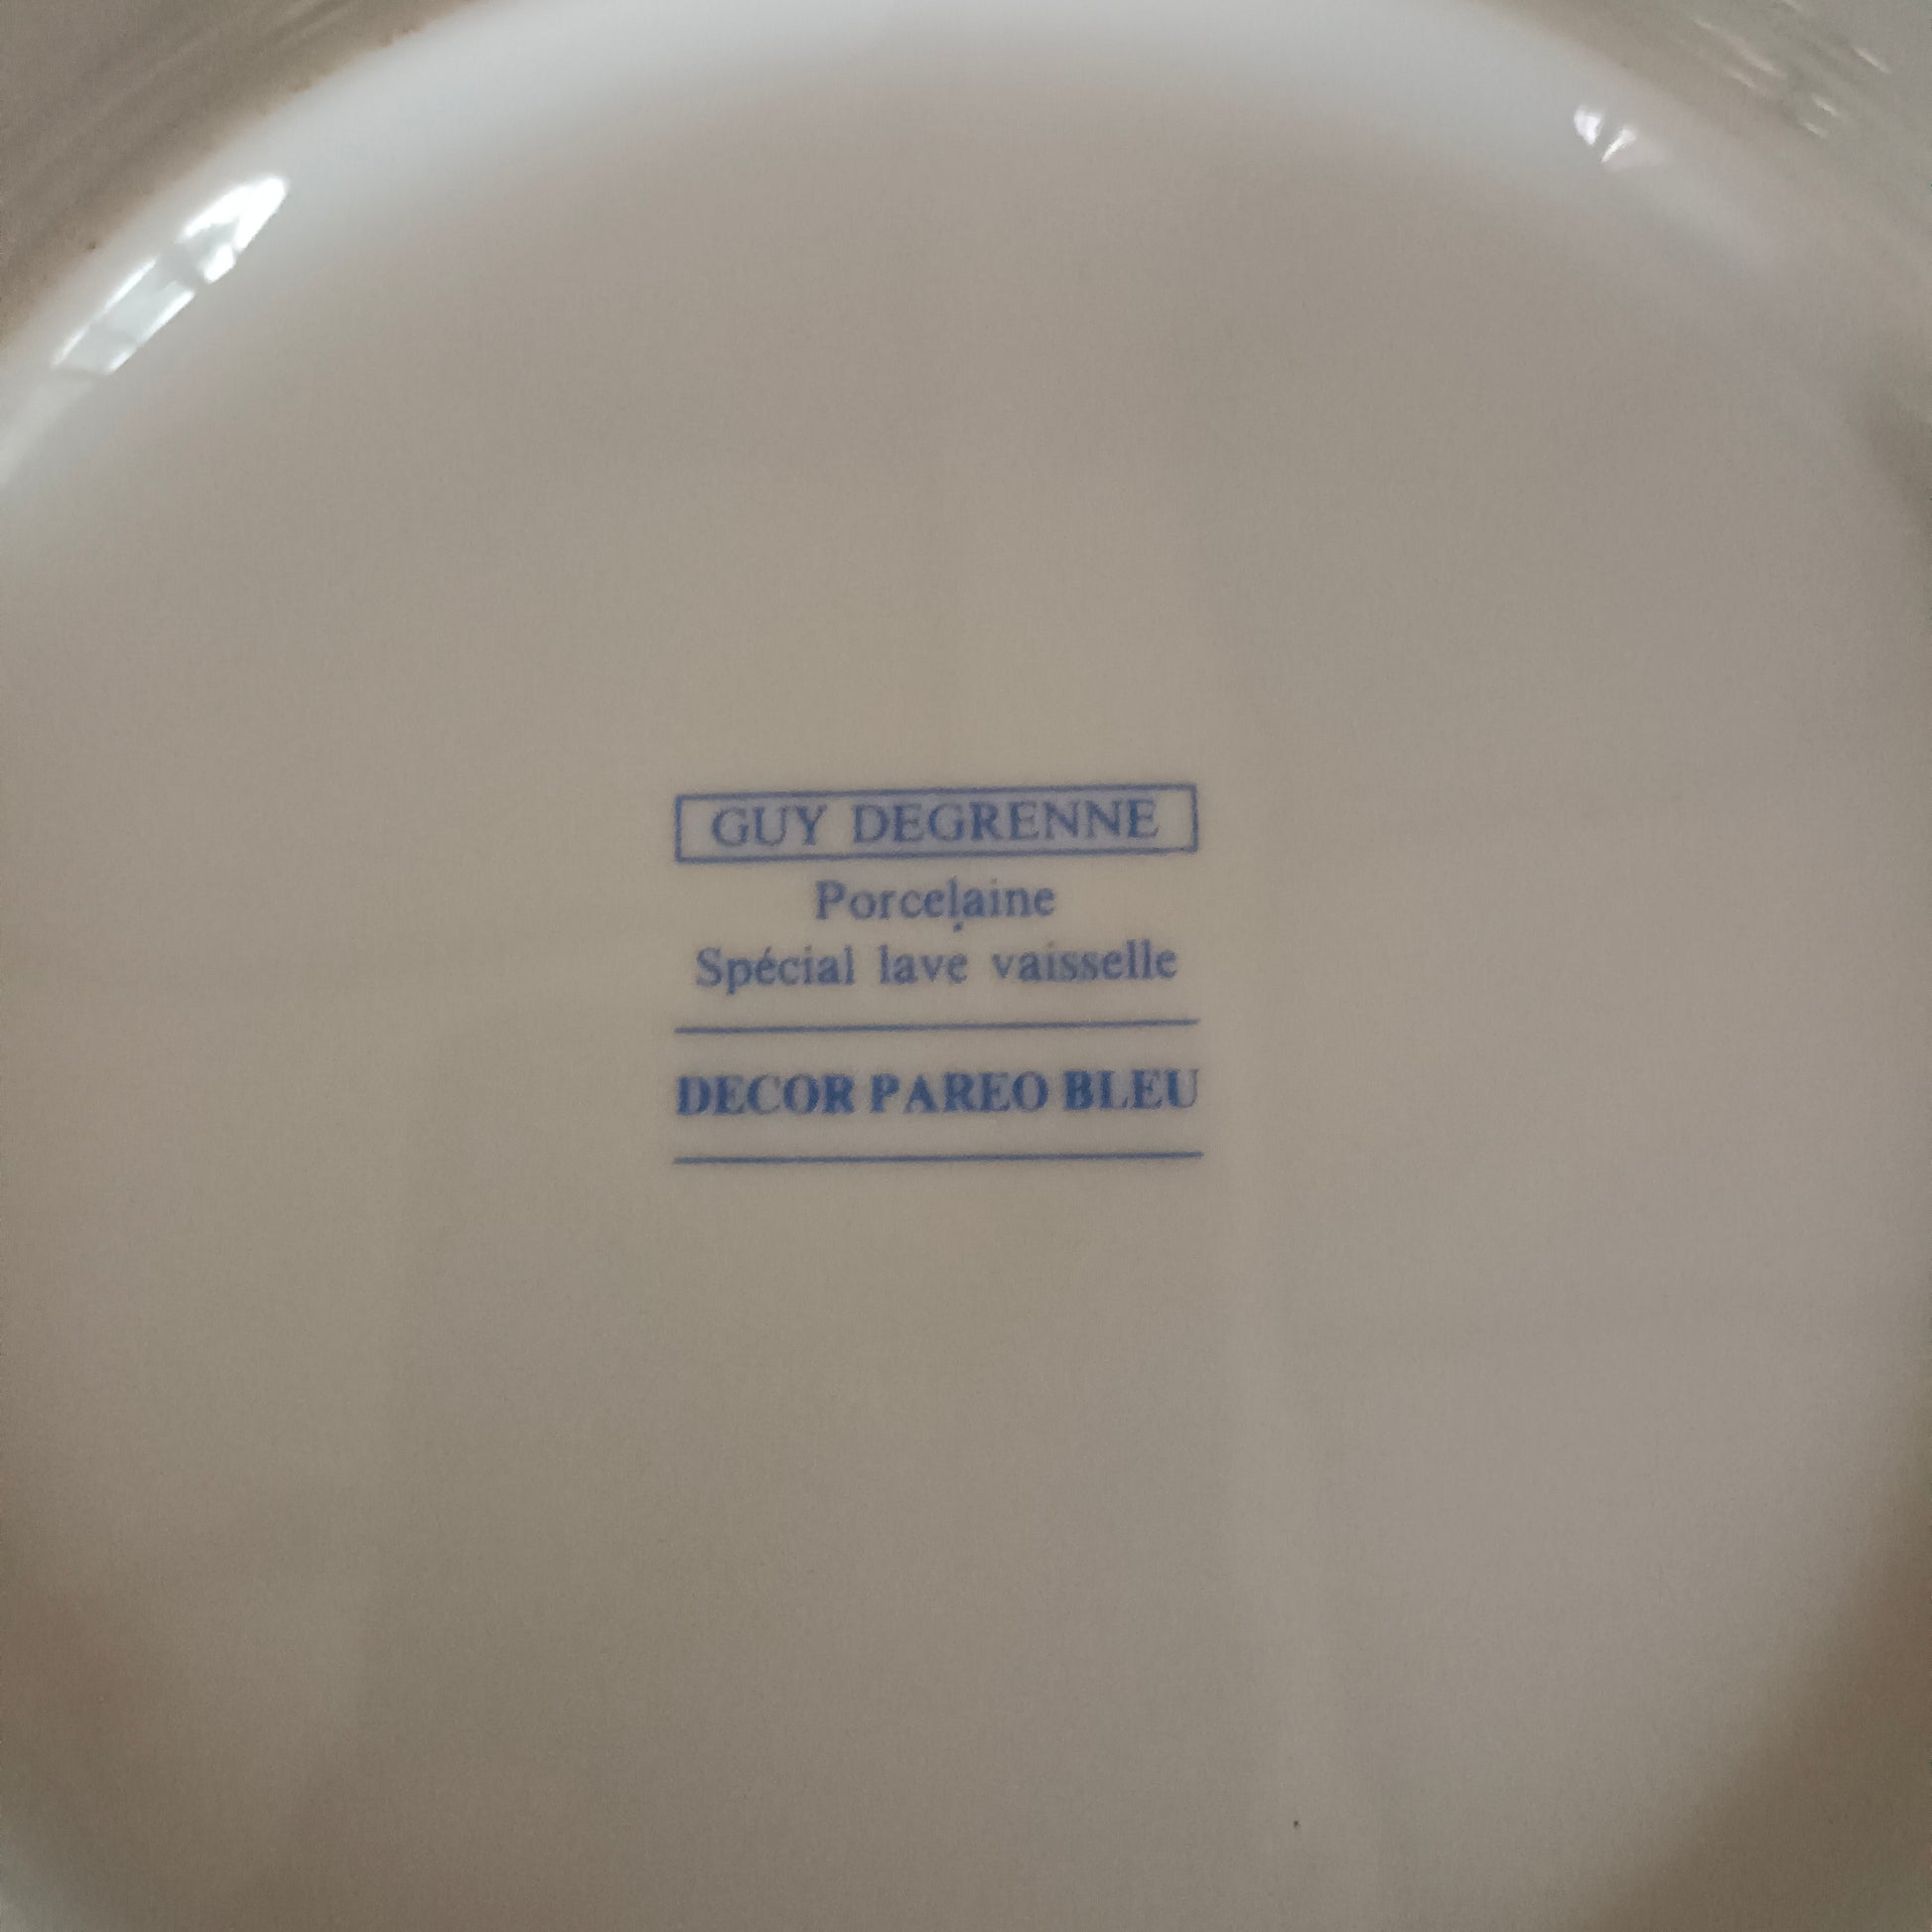 GUY DEGRENNE
Porcelaine
Spécial lave vaisselle
DECOR PAREO BLEU